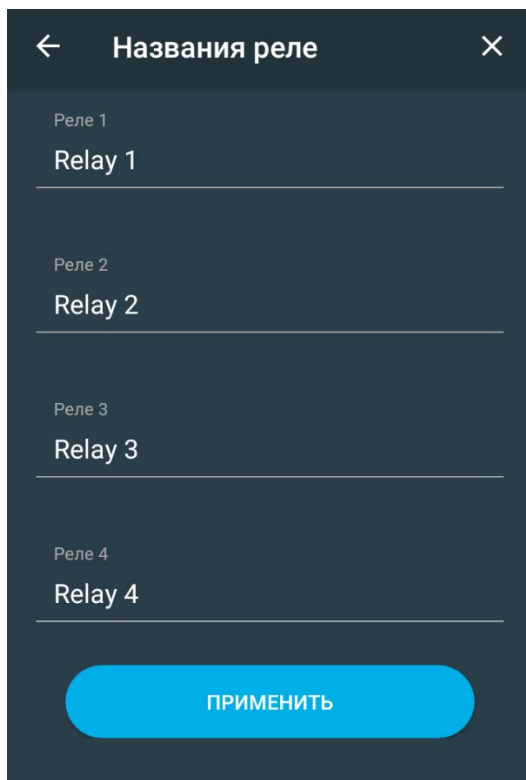 Названия реле
Реле 1
Relay 1
Реле 2
Relay 2
Реле 3
Relay 3
Реле 4
Relay 4
ПРИМЕНИТЬ